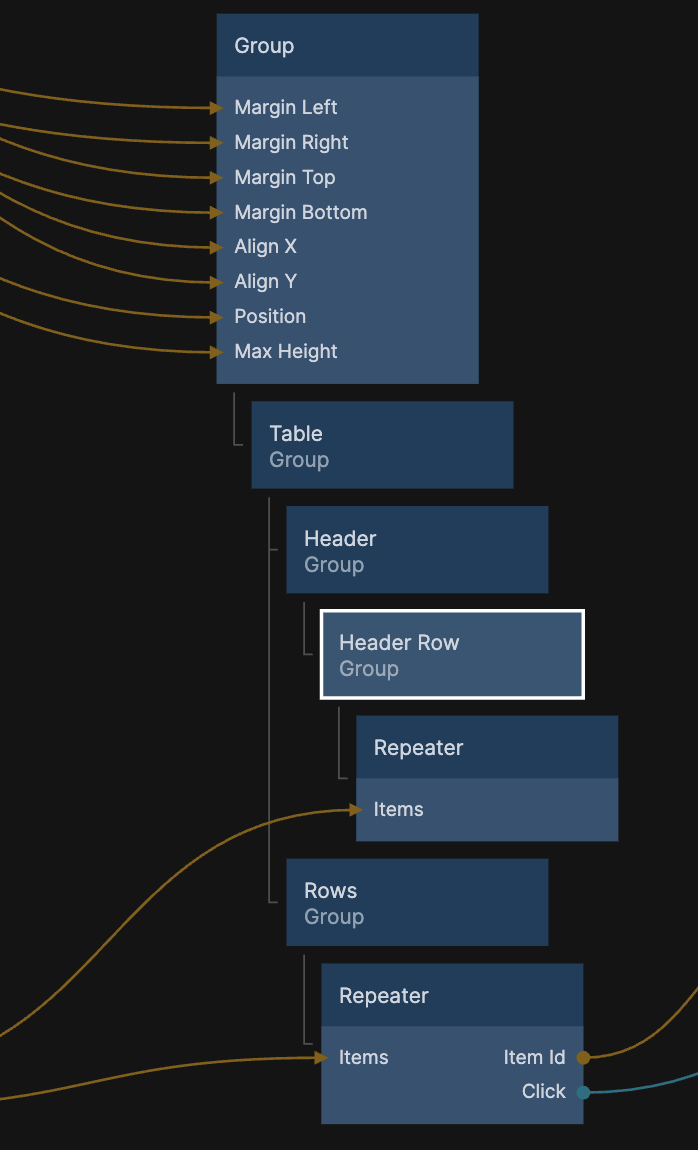 Group
Margin Left
Margin Right
Margin Top
Margin Bottom
Align X
Align Y
Position
Max Height
Table
Group
Header
Group
Header Row
Group
Repeater
Items
Rows
Group
Repeater
Items Item Id
Click